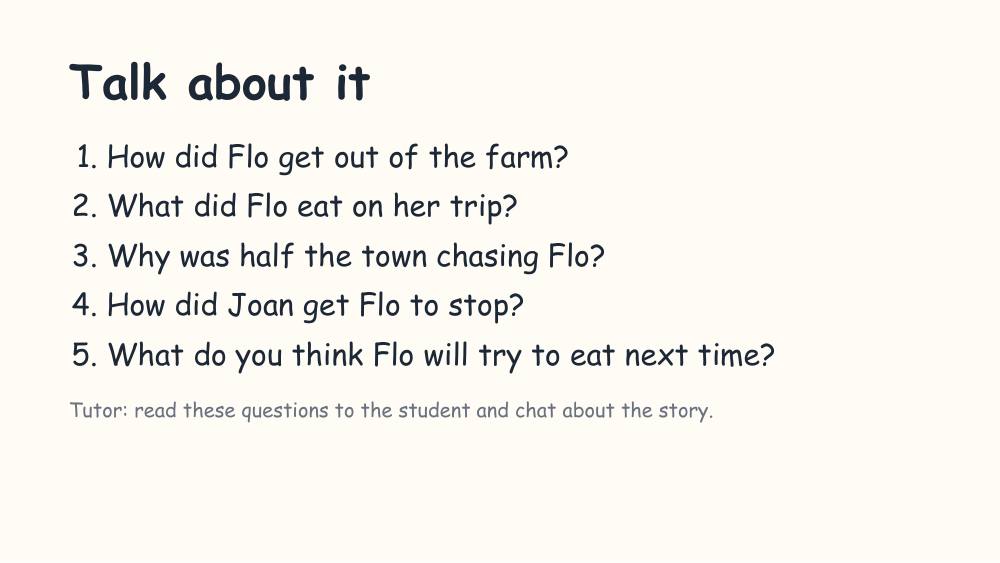 Talk about it
1. How did Flo get out of the farm?
2. What did Flo eat on her trip?
3. Why was half the town chasing Flo?
4. How did Joan get Flo to stop?
5. What do you think Flo will try to eat next time?
Tutor: read these questions to the student and chat about the story.